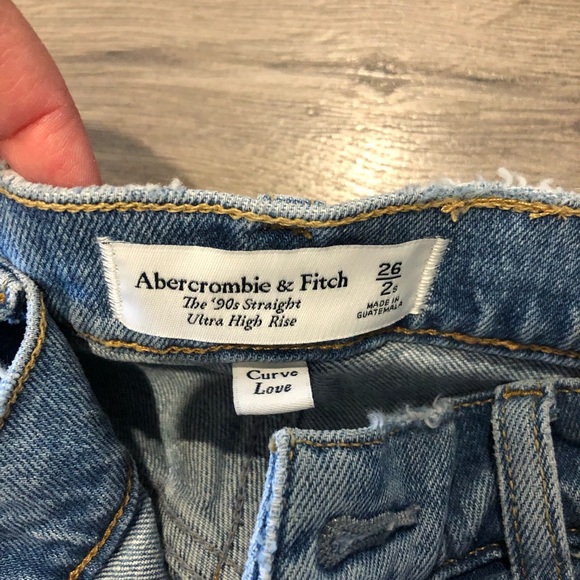 Abercrombie & Fitch
The '90s Straight
Ultra High Rise
26
2s
MADE IN
GUATEMALA
Curve
Love